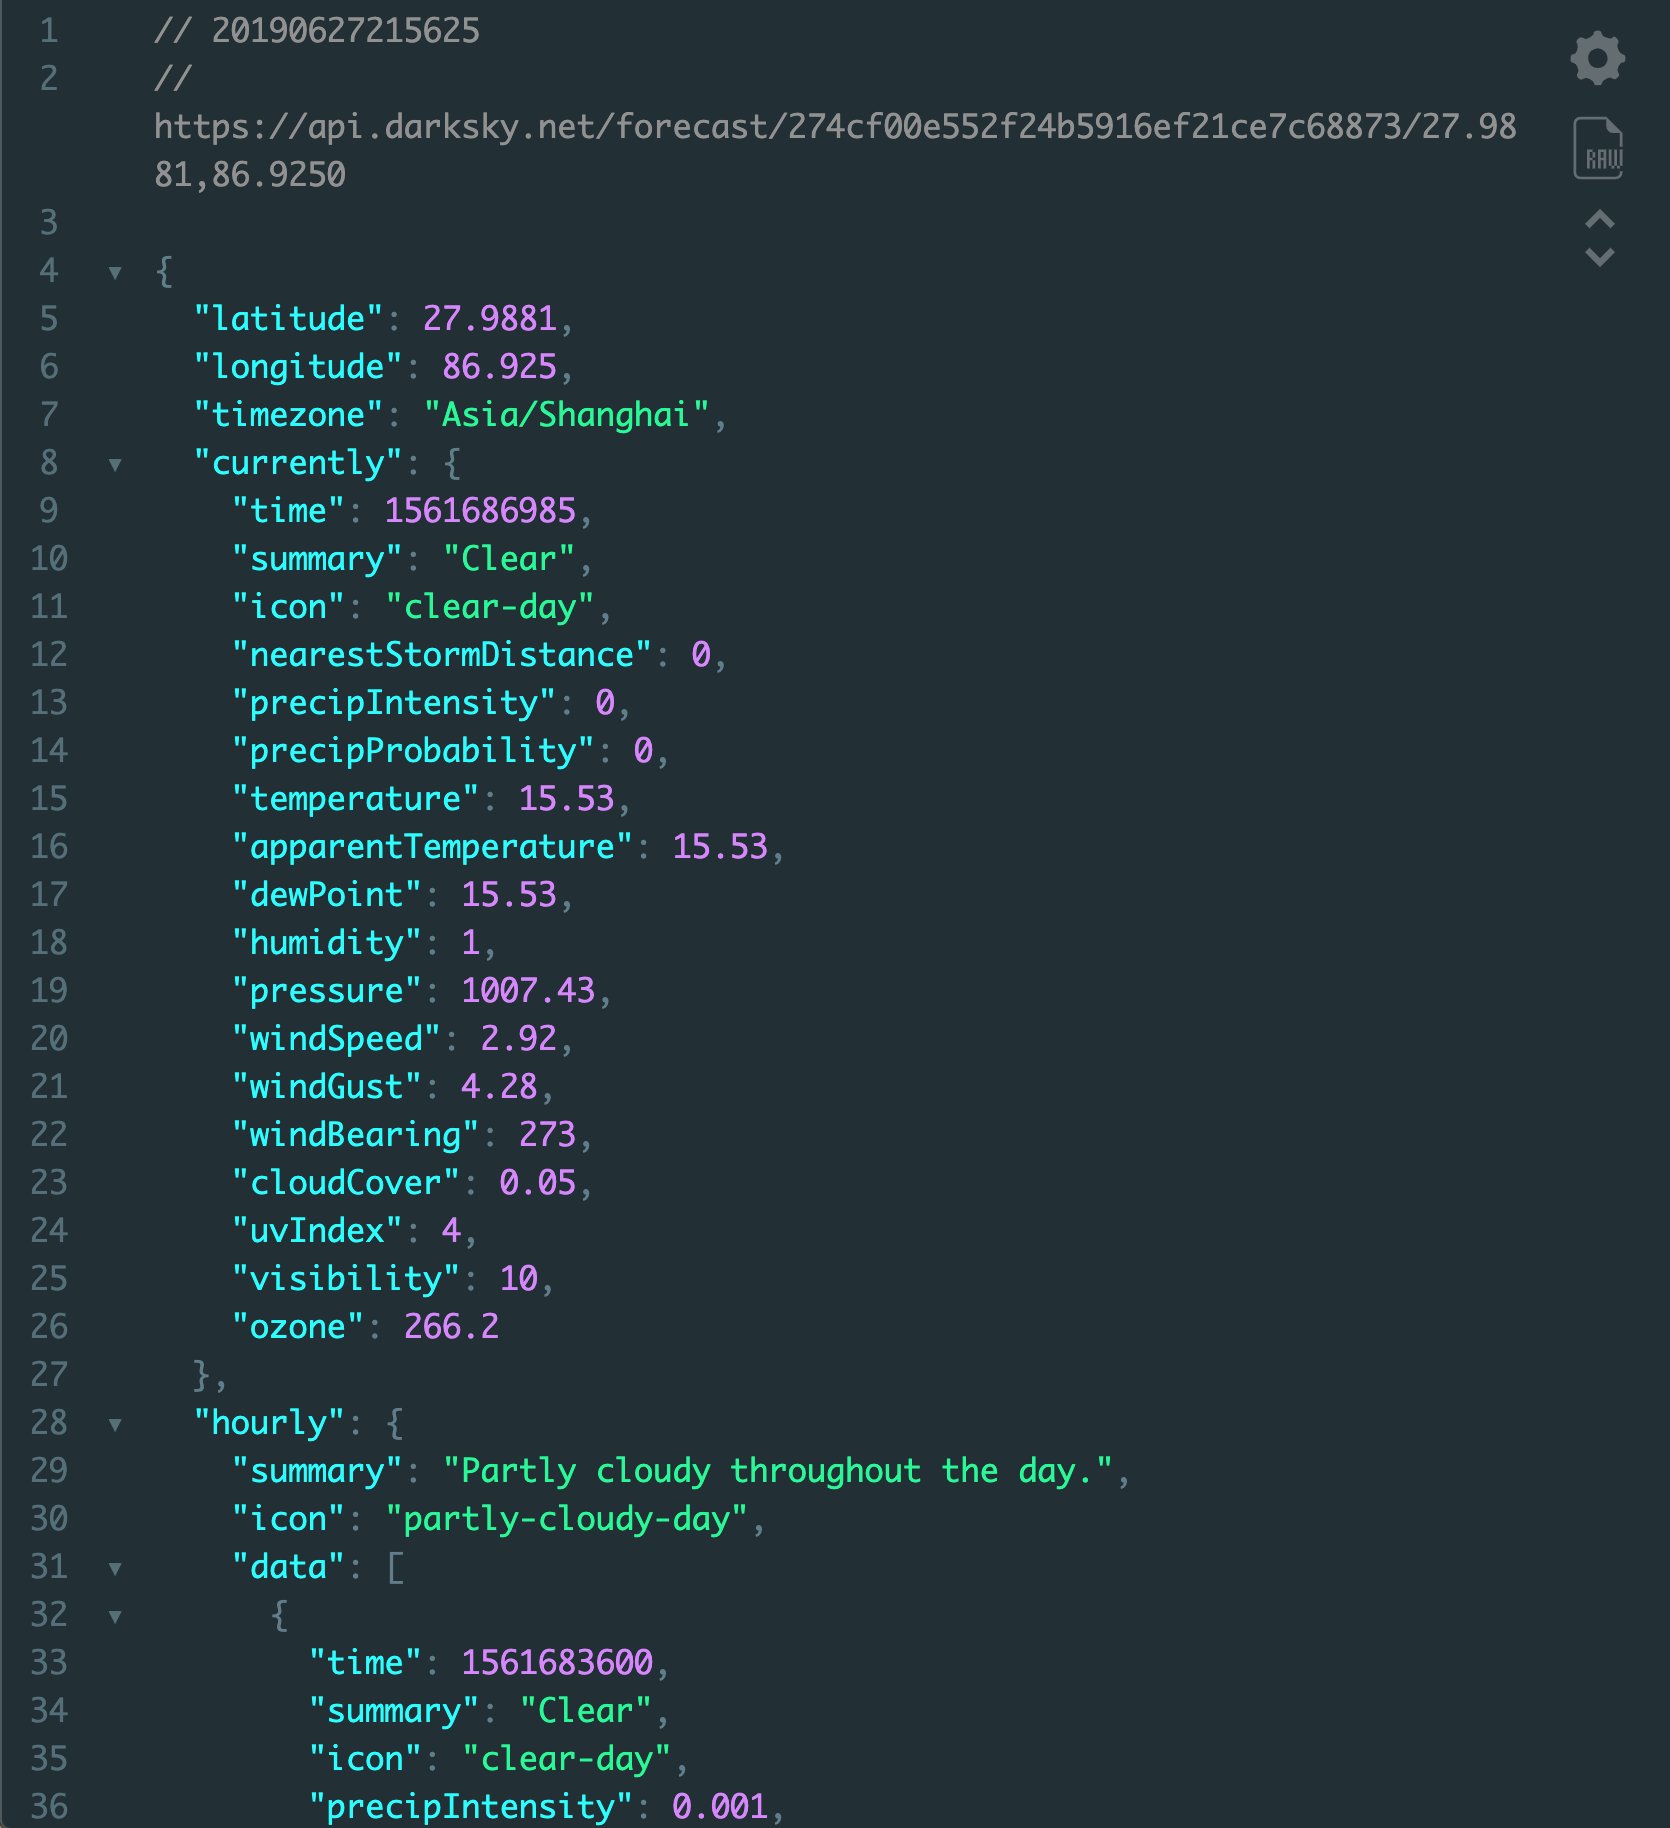 1 // 20190627215625
2 //
https://api.darksky.net/forecast/274cf00e552f24b5916ef21ce7c68873/27.98
81,86.9250
RAW
3
4 ▼ {
5 "latitude": 27.9881,
6 "longitude": 86.925,
7 "timezone": "Asia/Shanghai",
8 ▼ "currently": {
9 "time": 1561686985,
10 "summary": "Clear",
11 "icon": "clear-day",
12 "nearestStormDistance": 0,
13 "precipIntensity": 0,
14 "precipProbability": 0,
15 "temperature": 15.53,
16 "apparentTemperature": 15.53,
17 "dewPoint": 15.53,
18 "humidity": 1,
19 "pressure": 1007.43,
20 "windSpeed": 2.92,
21 "windGust": 4.28,
22 "windBearing": 273,
23 "cloudCover": 0.05,
24 "uvIndex": 4,
25 "visibility": 10,
26 "ozone": 266.2
27 },
28 ▼ "hourly": {
29 "summary": "Partly cloudy throughout the day.",
30 "icon": "partly-cloudy-day",
31 ▼ "data": [
32 ▼ {
33 "time": 1561683600,
34 "summary": "Clear",
35 "icon": "clear-day",
36 "precipIntensity": 0.001,